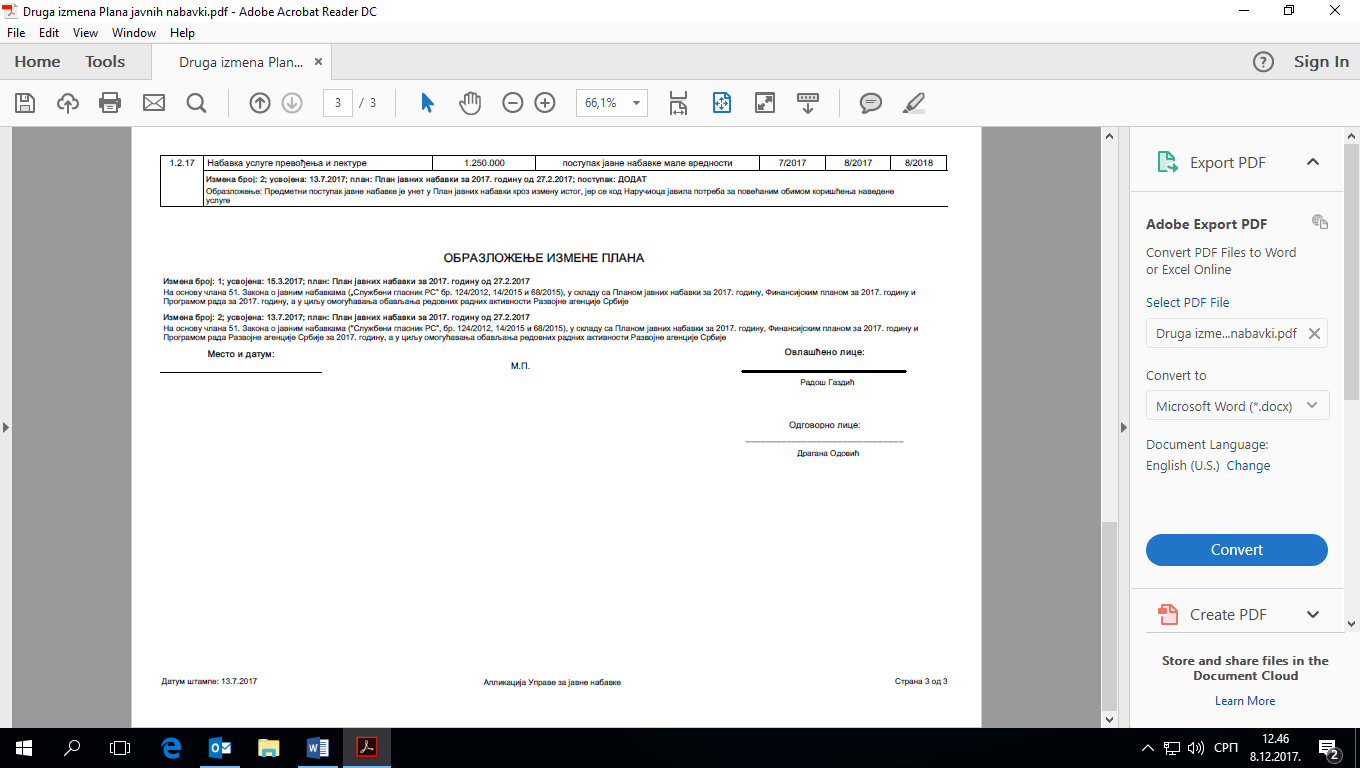 Druga izmena Plana javnih nabavki.pdf - Adobe Acrobat Reader DC
File Edit View Window Help
Home Tools Druga izmena Plan... × Sign In
3 / 3 66,1%
1.2.17 Набавка услуге превођења и лектуре 1.250.000 поступак јавне набавке мале вредности 7/2017 8/2017 8/2018
Измена број: 2; усвојена: 13.7.2017; план: План јавних набавки за 2017. годину од 27.2.2017; поступак: ДОДАТ
Образложење: Предметни поступак јавне набавке је унет у План јавних набавки кроз измену истог, јер се код Наручиоца јавила потреба за повећаним обимом коришћења наведене
услуге
ОБРАЗЛОЖЕЊЕ ИЗМЕНЕ ПЛАНА
Измена број: 1; усвојена: 15.3.2017; план: План јавних набавки за 2017. годину од 27.2.2017
На основу члана 51. Закона о јавним набавкама („Службени гласник РС" бр. 124/2012, 14/2015 и 68/2015), у складу са Планом јавних набавки за 2017. годину, Финансијским планом за 2017. годину и
Програмом рада за 2017. годину, а у циљу омогућавања обављања редовних радних активности Развојне агенције Србије
Измена број: 2; усвојена: 13.7.2017; план: План јавних набавки за 2017. годину од 27.2.2017
На основу члана 51. Закона о јавним набавкама ("Службени гласник РС", бр. 124/2012, 14/2015 и 68/2015), у складу са Планом јавних набавки за 2017. годину, Финансијским планом за 2017. годину и
Програмом рада Развојне агенције Србије за 2017. годину, а у циљу омогућавања обављања редовних радних активности Развојне агенције Србије
Место и датум:
М.П.
Овлашћено лице:
Радош Газдић
Одговорно лице:
Драгана Одовић
Датум штампе: 13.7.2017 Апликација Управе за јавне набавке Страна 3 од 3
Export PDF
Adobe Export PDF
Convert PDF Files to Word
or Excel Online
Select PDF File
Druga izme...nabavki.pdf
Convert to
Microsoft Word (*.docx)
Document Language:
English (U.S.) Change
Convert
Create PDF
Store and share files in the
Document Cloud
Learn More
СРП
12.46
8.12.2017.
2